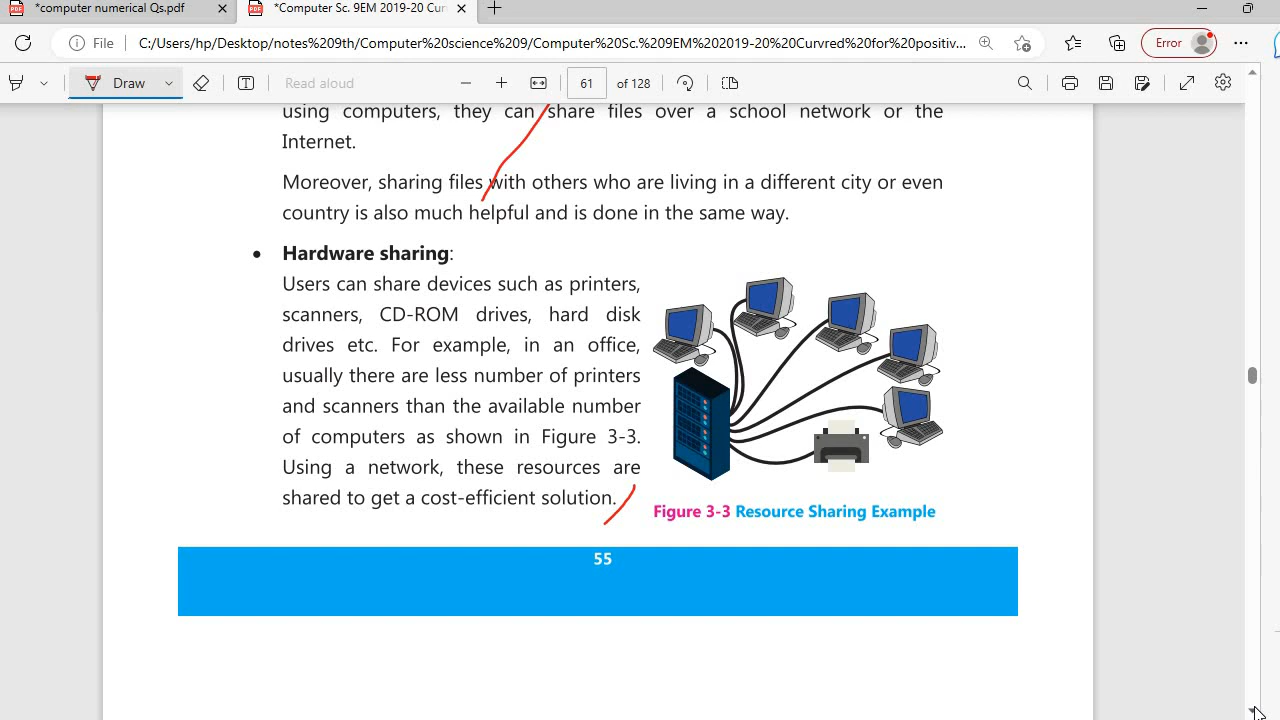 *computer numerical Qs.pdf
*Computer Sc. 9EM 2019-20 Cur
File
C:/Users/hp/Desktop/notes%209th/Computer%20science%209/Computer%20Sc.%209EM%202019-20%20Curvred%20for%20positiv...
Error
Draw
Read aloud
61
of 128
using computers, they can share files over a school network or the
Internet.
Moreover, sharing files with others who are living in a different city or even
country is also much helpful and is done in the same way.
• Hardware sharing:
Users can share devices such as printers,
scanners, CD-ROM drives, hard disk
drives etc. For example, in an office,
usually there are less number of printers
and scanners than the available number
of computers as shown in Figure 3-3.
Using a network, these resources are
shared to get a cost-efficient solution.
Figure 3-3 Resource Sharing Example
55